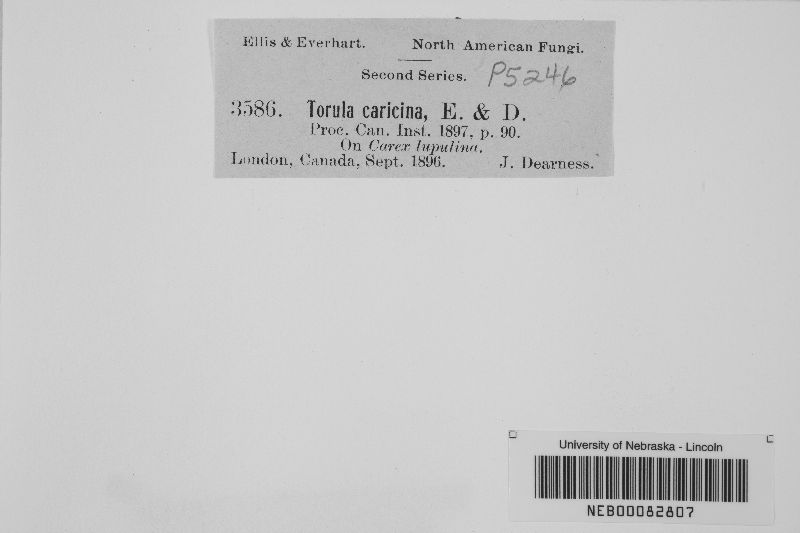 Ellis & Everhart. North American Fungi.
Second Series. P5246
3586. Torula caricina, E. & D.
Proc. Can. Inst. 1897, p. 90.
On Carex lupulina.
London, Canada, Sept. 1896. J. Dearness.
University of Nebraska - Lincoln
NEB00082807